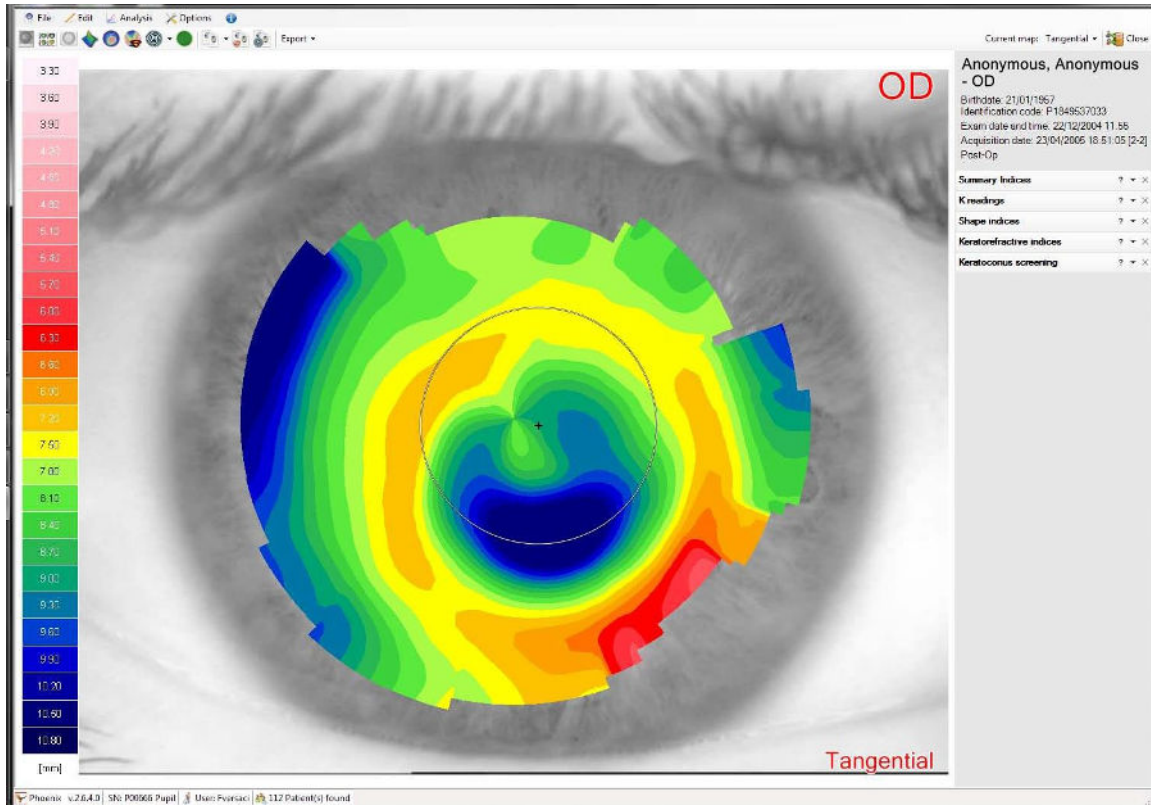 File Edit Analysis Options
Export Current map: Tangential Close
OD
Anonymous, Anonymous
- OD
Birthdate: 21/01/1957
Identification code: P1849537033
Exam date and time: 22/12/2004 11.55
Acquisition date: 23/04/2005 18.51.05 [2-2]
Post-Op
Summary Indices ?
K readings ?
Shape indices ?
Keratorefractive indices ?
Keratoconus screening ?
3.30
3.60
3.90
4.20
4.50
4.80
5.10
5.40
5.70
6.00
6.30
6.60
6.90
7.20
7.50
7.80
8.10
8.40
8.70
9.00
9.30
9.60
9.90
10.20
10.50
10.80
[mm]
Tangential
Phoenix v.2.6.4.0 SN: P00666 Pupil User: Fversaci 112 Patient(s) found